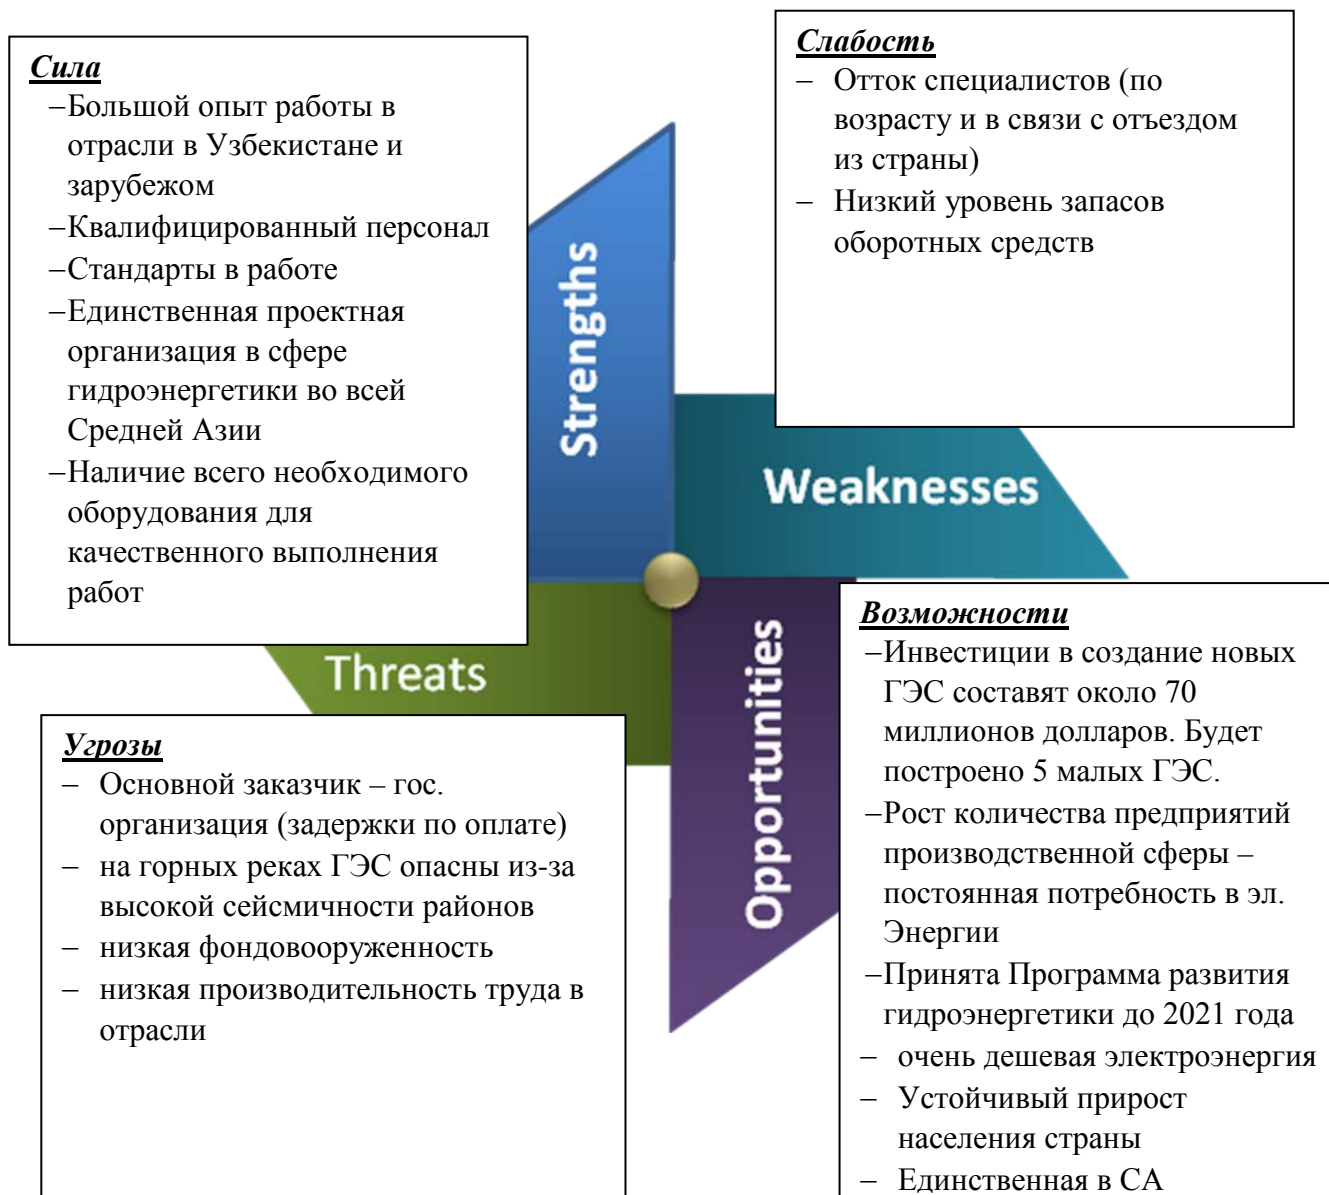 Сила
–Большой опыт работы в
отрасли в Узбекистане и
зарубежом
–Квалифицированный персонал
–Стандарты в работе
–Единственная проектная
организация в сфере
гидроэнергетики во всей
Средней Азии
–Наличие всего необходимого
оборудования для
качественного выполнения
работ
Слабость
– Отток специалистов (по
возрасту и в связи с отъездом
из страны)
– Низкий уровень запасов
оборотных средств
Strengths
Weaknesses
Threats
Opportunities
Угрозы
– Основной заказчик – гос.
организация (задержки по оплате)
– на горных реках ГЭС опасны из-за
высокой сейсмичности районов
– низкая фондовооруженность
– низкая производительность труда в
отрасли
Возможности
–Инвестиции в создание новых
ГЭС составят около 70
миллионов долларов. Будет
построено 5 малых ГЭС.
–Рост количества предприятий
производственной сферы –
постоянная потребность в эл.
Энергии
–Принята Программа развития
гидроэнергетики до 2021 года
– очень дешевая электроэнергия
– Устойчивый прирост
населения страны
– Единственная в СА